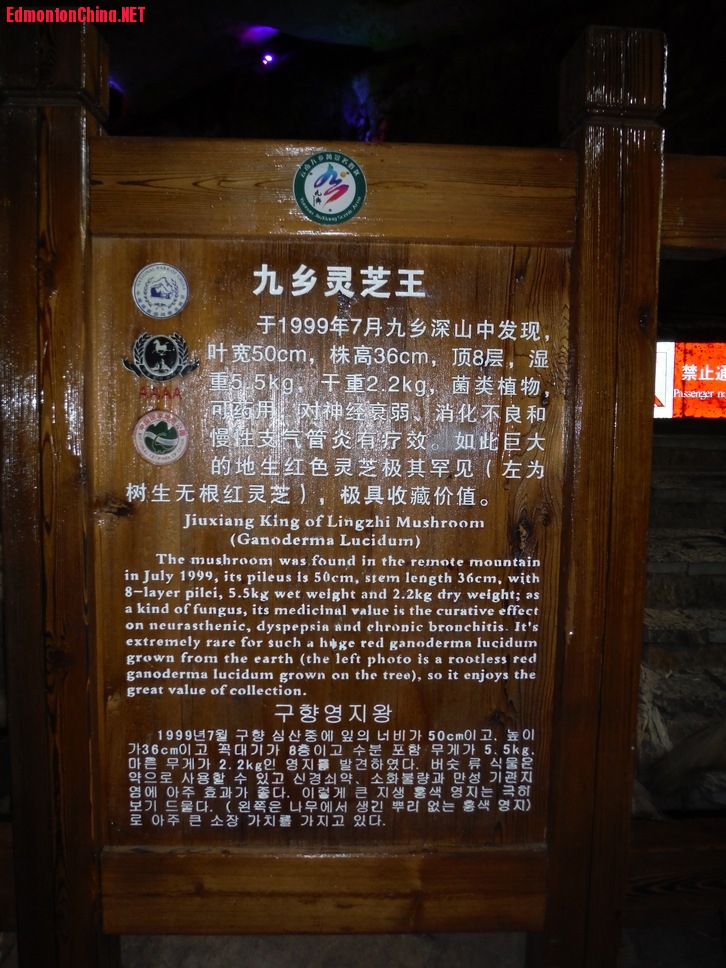 EdmontonChina.NET
九乡灵芝王
于1999年7月九乡深山中发现，
叶宽50cm，株高36cm，顶8层，湿
重5.5kg，干重2.2kg，菌类植物，
可药用，对神经衰弱、消化不良和
慢性支气管炎有疗效。如此巨大
的地生红色灵芝极其罕见（左为
树生无根红灵芝），极具收藏价值。
Jiuxiang King of Lingzhi Mushroom
(Ganoderma Lucidum)
The mushroom was found in the remote mountain
in July 1999, its pileus is 50cm, stem length 36cm, with
8-layer pilei, 5.5kg wet weight and 2.2kg dry weight; as
a kind of fungus, its medicinal value is the curative effect
on neurasthenic, dyspepsia and chronic bronchitis. It's
extremely rare for such a huge red ganoderma lucidum
grown from the earth (the left photo is a rootless red
ganoderma lucidum grown on the tree), so it enjoys the
great value of collection.
구향영지왕
1999년7월 구향 심산중에 잎의 너비가 50cm이고, 높이
가36cm이고 꼭대기가 8층이고 수분 포함 무게가 5.5kg,
마른 무게가 2.2kg인 영지를 발견하였다. 버섯 류 식물은
약으로 사용할 수 있고 신경쇠약, 소화불량과 만성 기관지
염에 아주 효과가 좋다. 이렇게 큰 지생 홍색 영지는 극히
보기 드물다. (왼쪽은 나무에서 생긴 뿌리 없는 홍색 영지)
로 아주 큰 소장 가치를 가지고 있다.
AAAA
禁止通
Passenger n